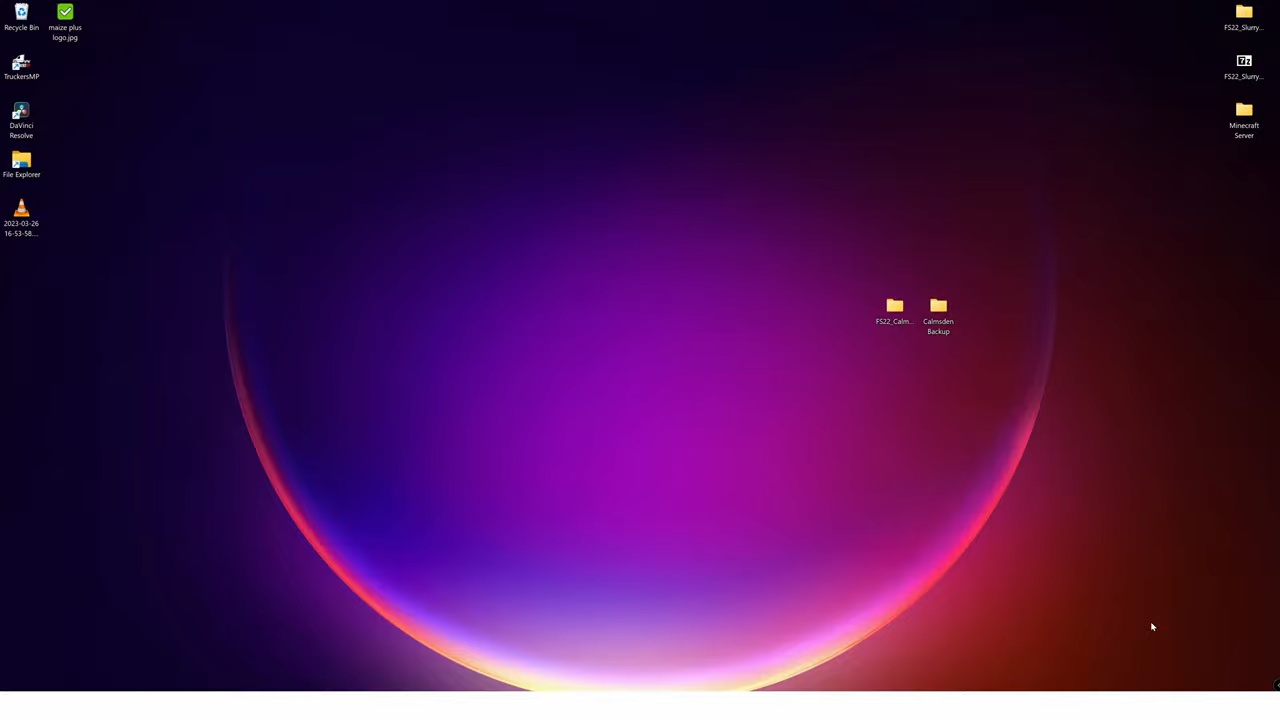 Recycle Bin
maize plus
logo.jpg
TruckersMP
DaVinci
Resolve
File Explorer
2023-03-26
16-53-58....
FS22_Calm...
Calmsden
Backup
FS22_Slurry...
FS22_Slurry...
Minecraft
Server